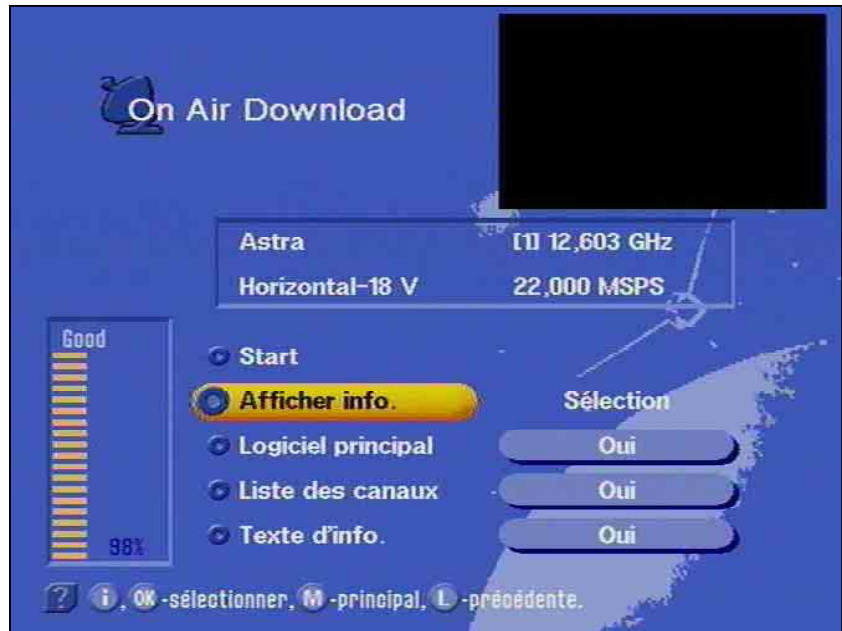 On Air Download
Astra [1] 12,603 GHz
Horizontal-18 V 22,000 MSPS
Good
98%
Start
Afficher info. Sélection
Logiciel principal Oui
Liste des canaux Oui
Texte d'info. Oui
? i, OK -sélectionner, M -principal, L -précédente.